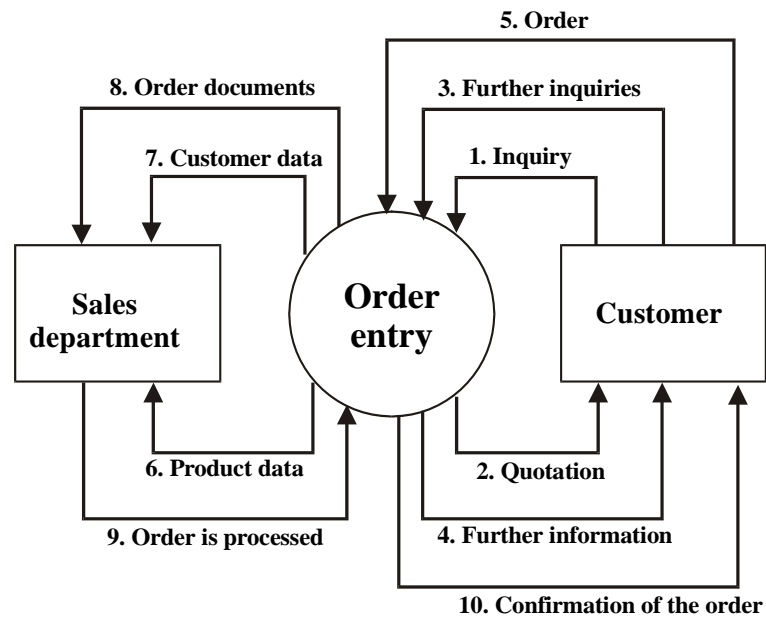 5. Order
8. Order documents
3. Further inquiries
7. Customer data
1. Inquiry
Sales
department
Order
entry
Customer
6. Product data
2. Quotation
9. Order is processed
4. Further information
10. Confirmation of the order